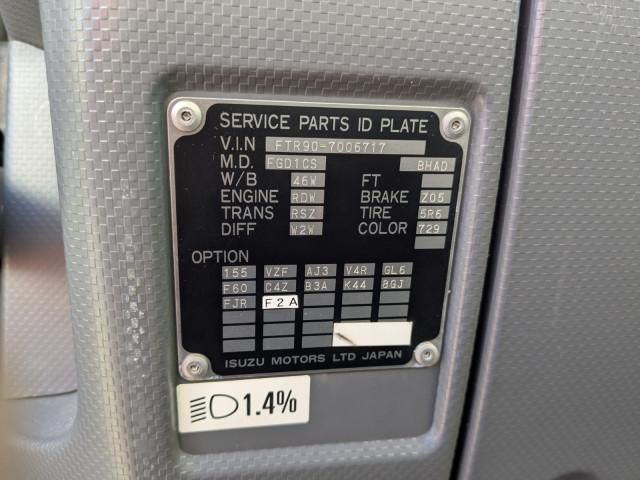 SERVICE PARTS ID PLATE
V.I.N FTR90-7006717
M.D. FGD1CS BHAD
W/B 46W FT
ENGINE RDW BRAKE ZQ5
TRANS RSZ TIRE 5R6
DIFF W2W COLOR 729
OPTION
155 VZF AJ3 V4R GL6
F60 C4Z B3A K44 8GJ
FJR F2A
ISUZU MOTORS LTD JAPAN
1.4%